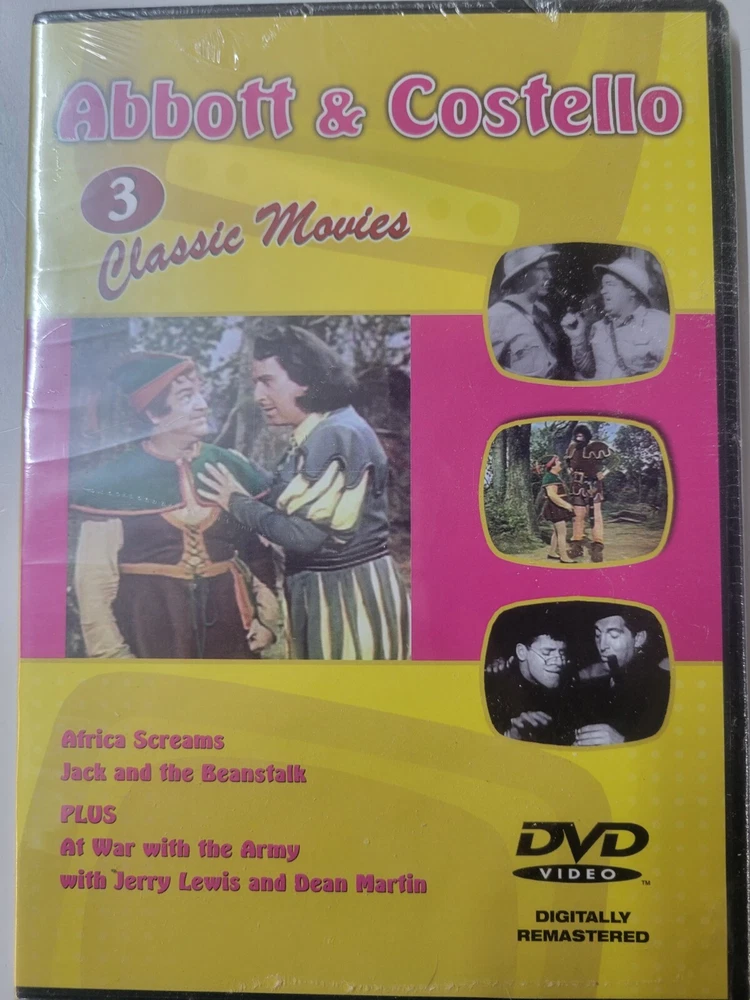 Abbott & Costello
3
Classic Movies
Africa Screams
Jack and the Beanstalk
PLUS
At War with the Army
with Jerry Lewis and Dean Martin
DVD
VIDEO
TM
DIGITALLY
REMASTERED